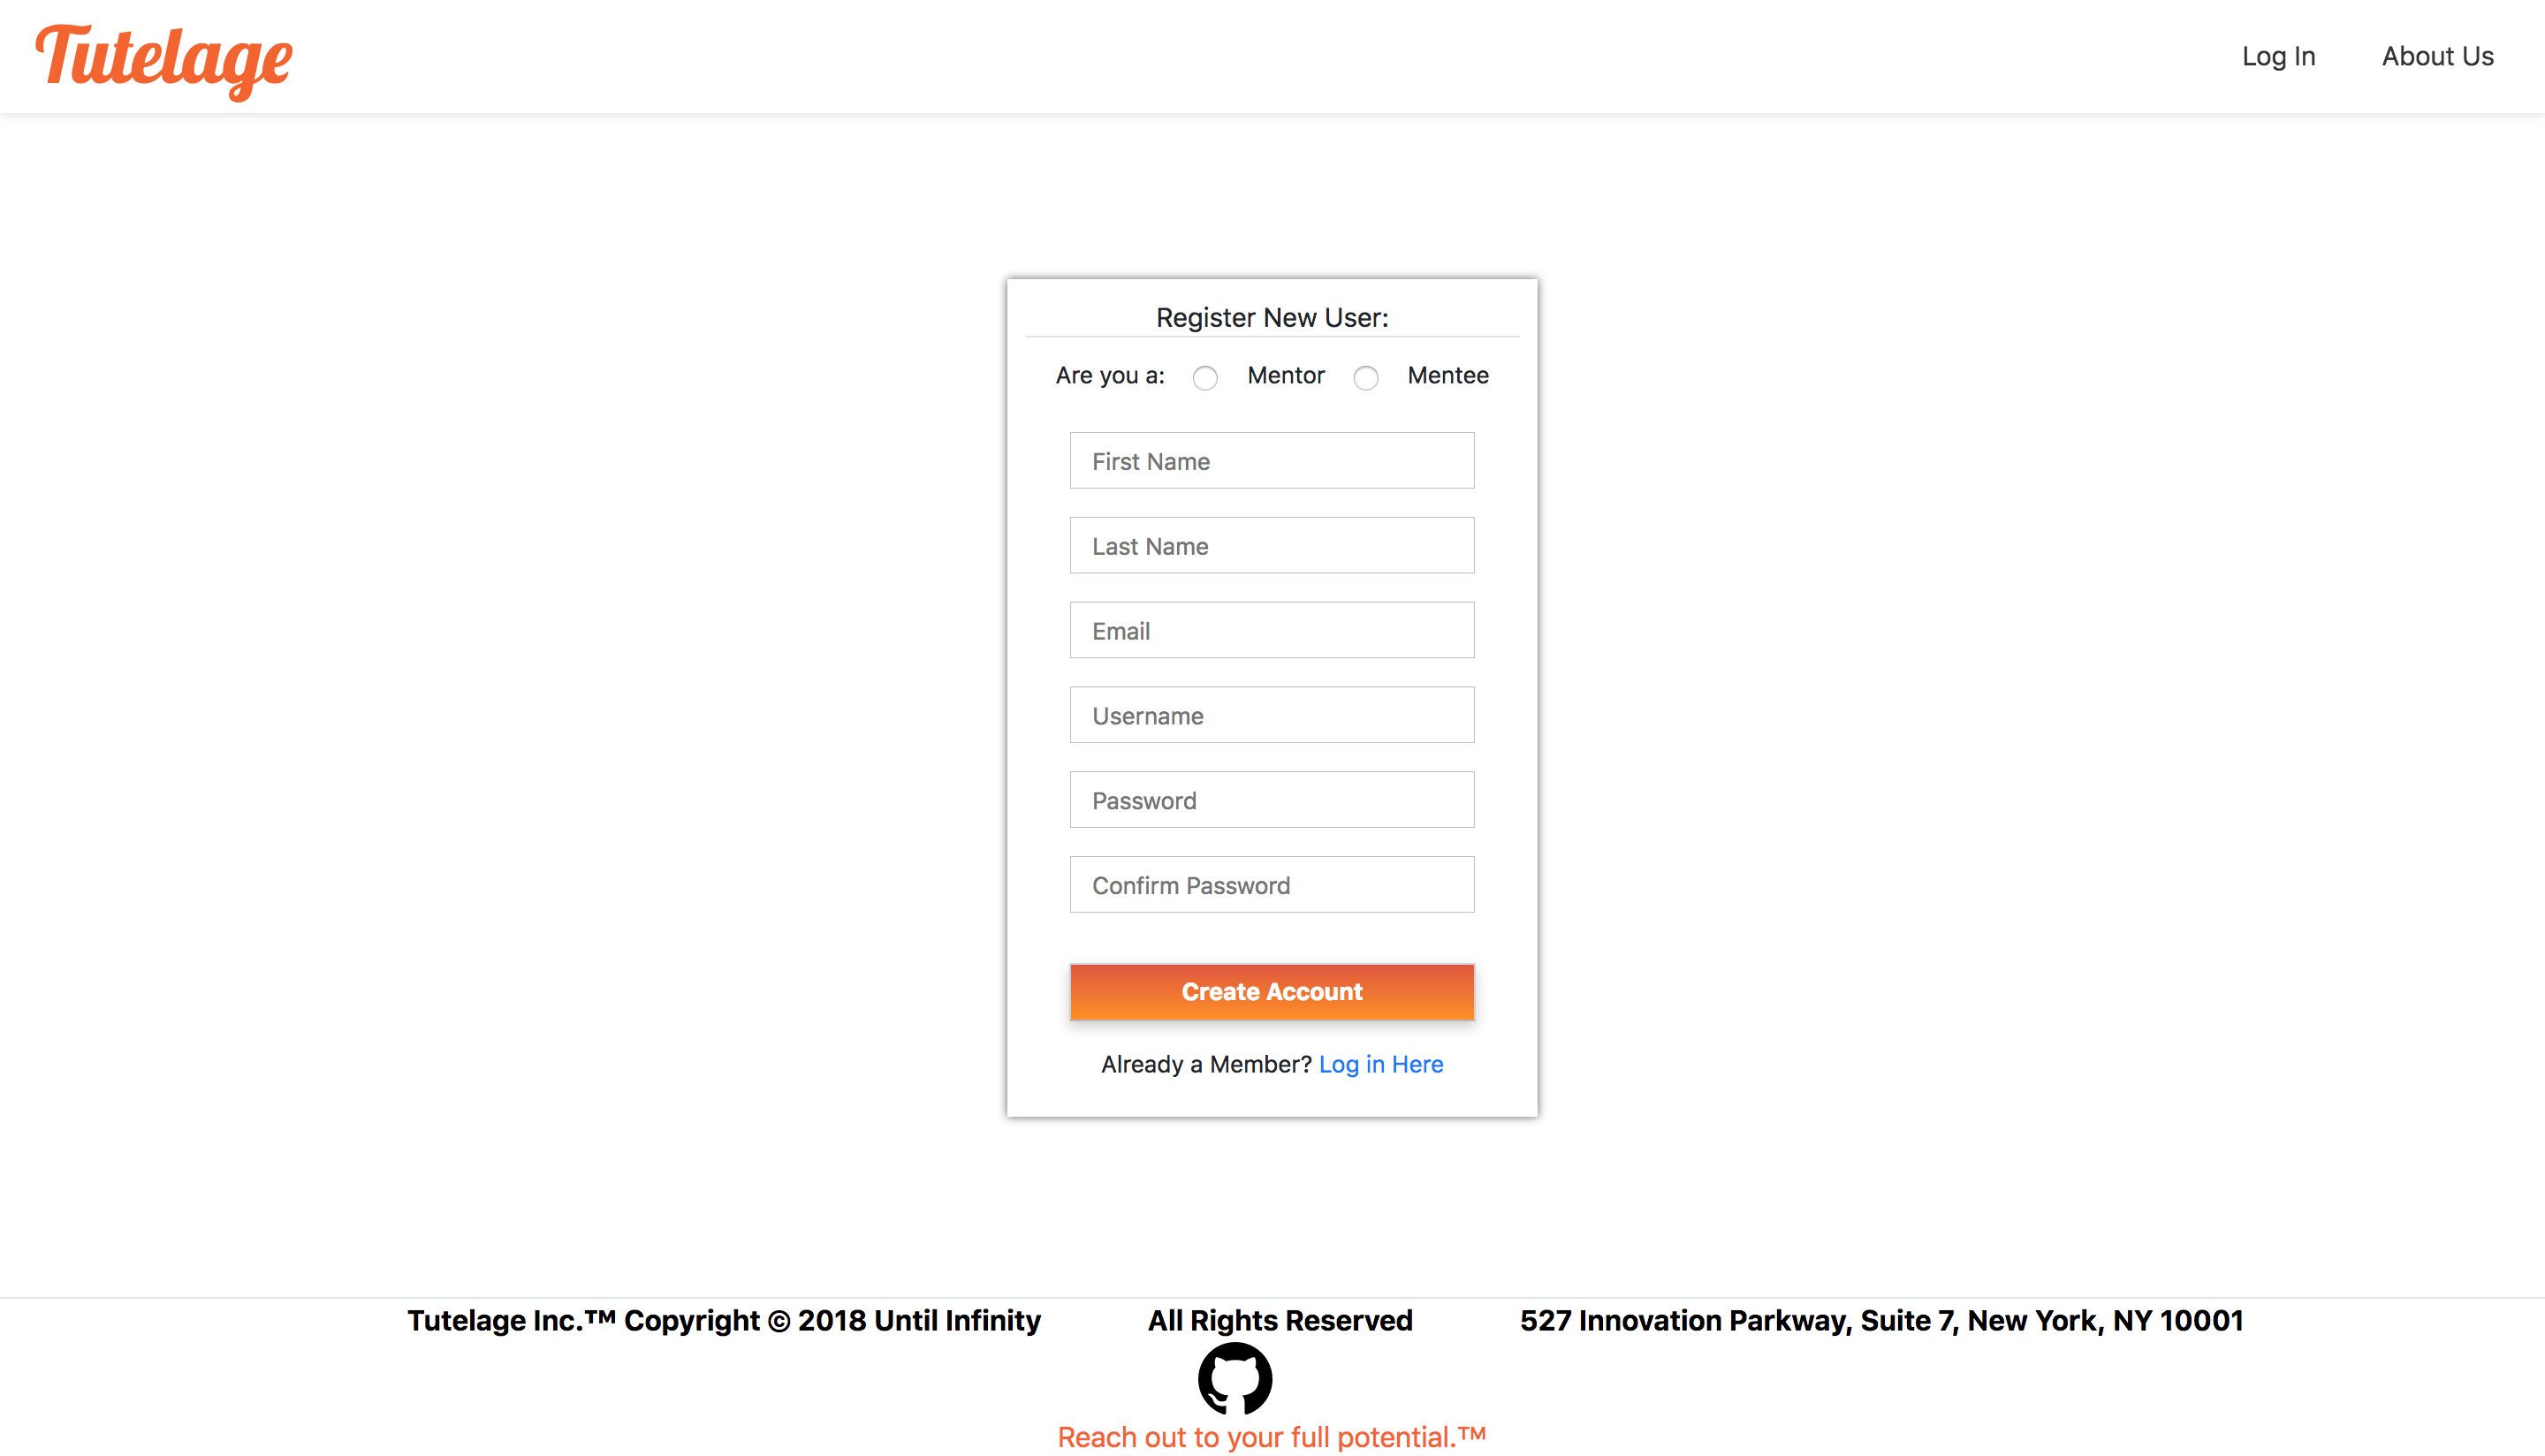 Tutelage
Log In About Us
Register New User:
Are you a: Mentor Mentee
First Name
Last Name
Email
Username
Password
Confirm Password
Create Account
Already a Member? Log in Here
Tutelage Inc.™ Copyright © 2018 Until Infinity All Rights Reserved 527 Innovation Parkway, Suite 7, New York, NY 10001
Reach out to your full potential.™